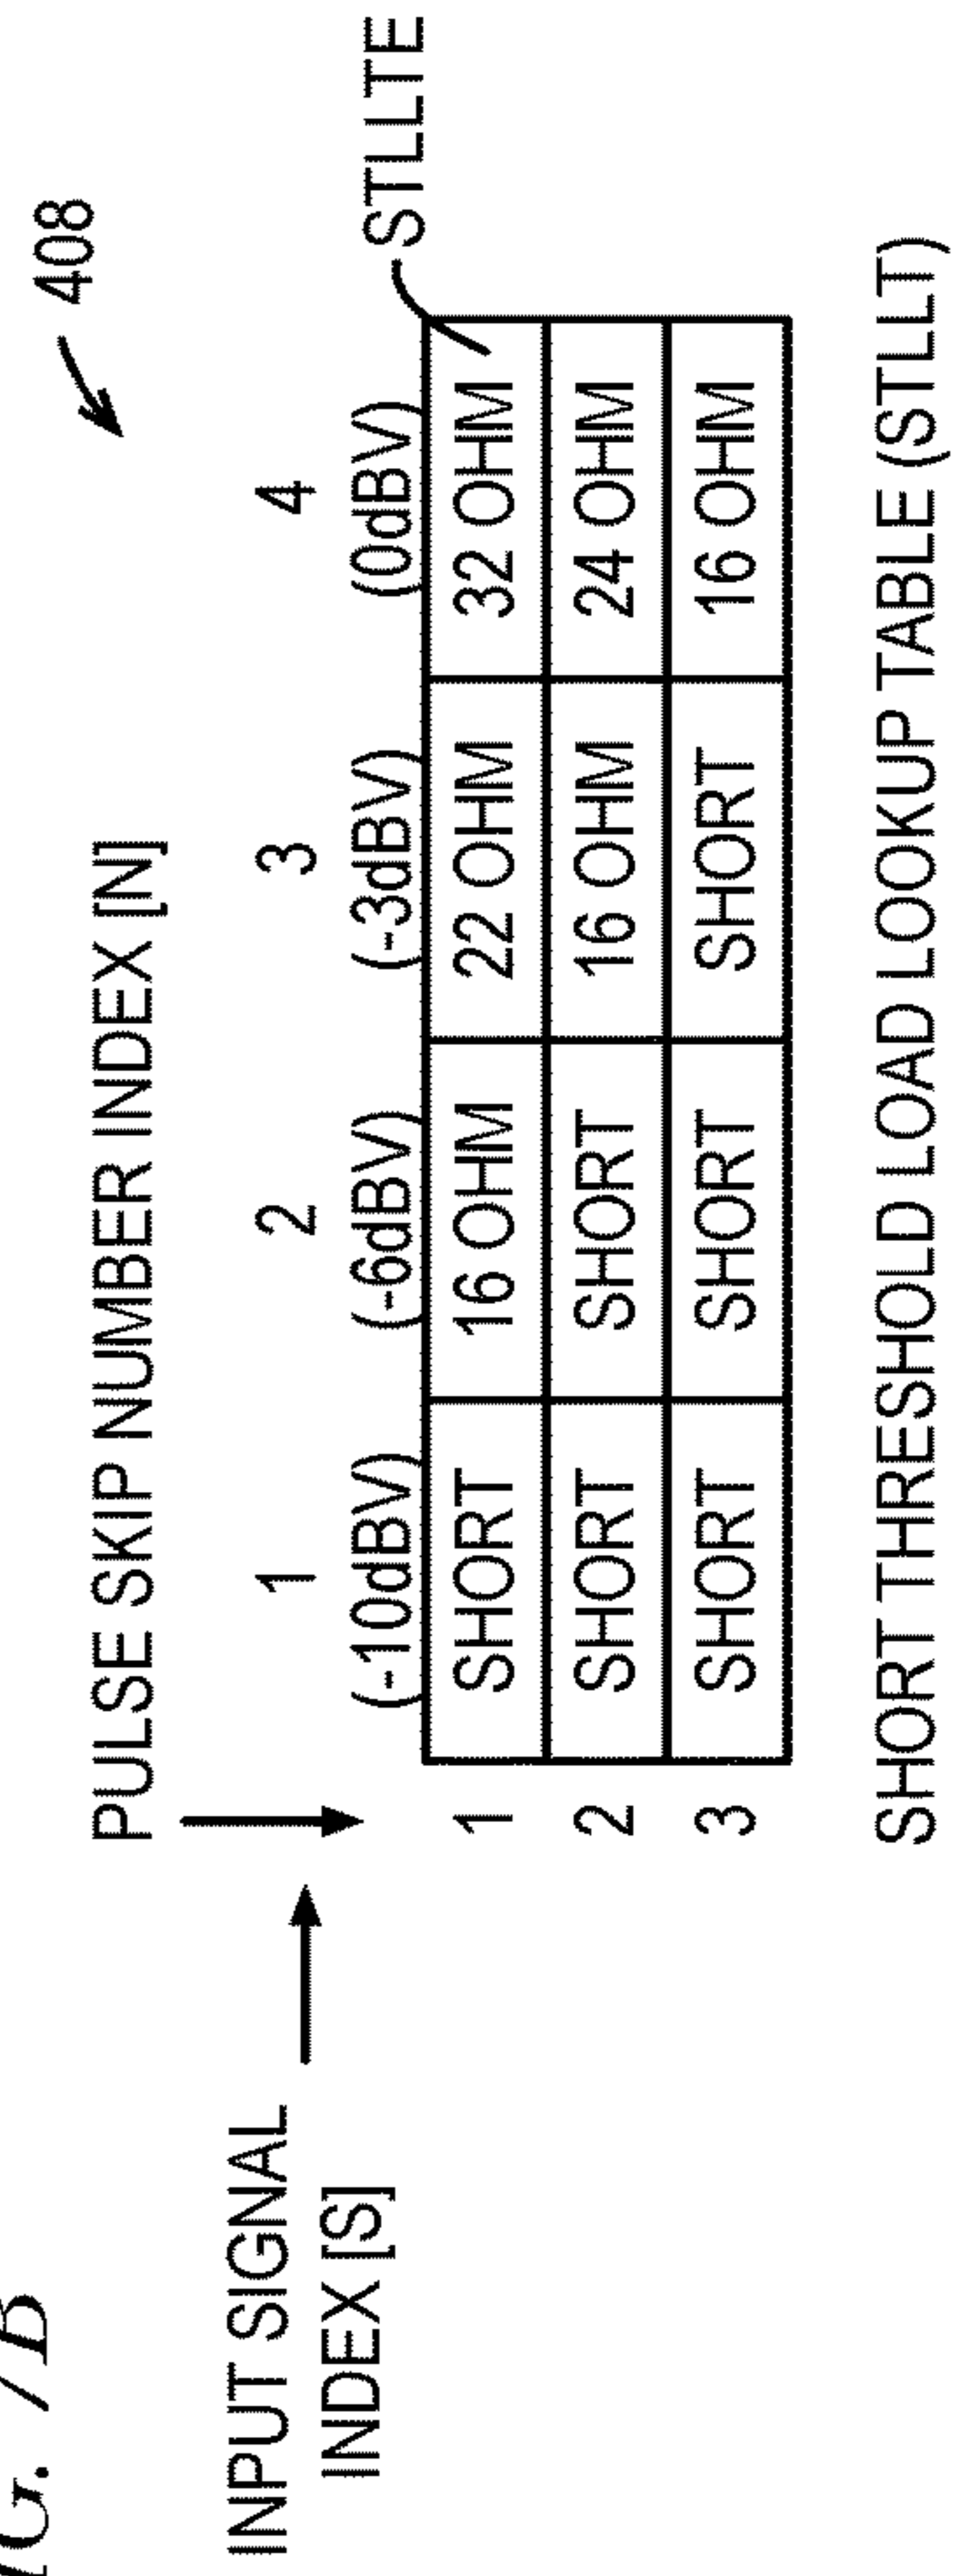 FIG. 7B
408
PULSE SKIP NUMBER INDEX [N]
INPUT SIGNAL
INDEX [S]
1 2 3 4
(-10dBV) (-6dBV) (-3dBV) (0dBV)
STLLTE
1 SHORT 16 OHM 22 OHM 32 OHM
2 SHORT SHORT 16 OHM 24 OHM
3 SHORT SHORT SHORT 16 OHM
SHORT THRESHOLD LOAD LOOKUP TABLE (STLLT)